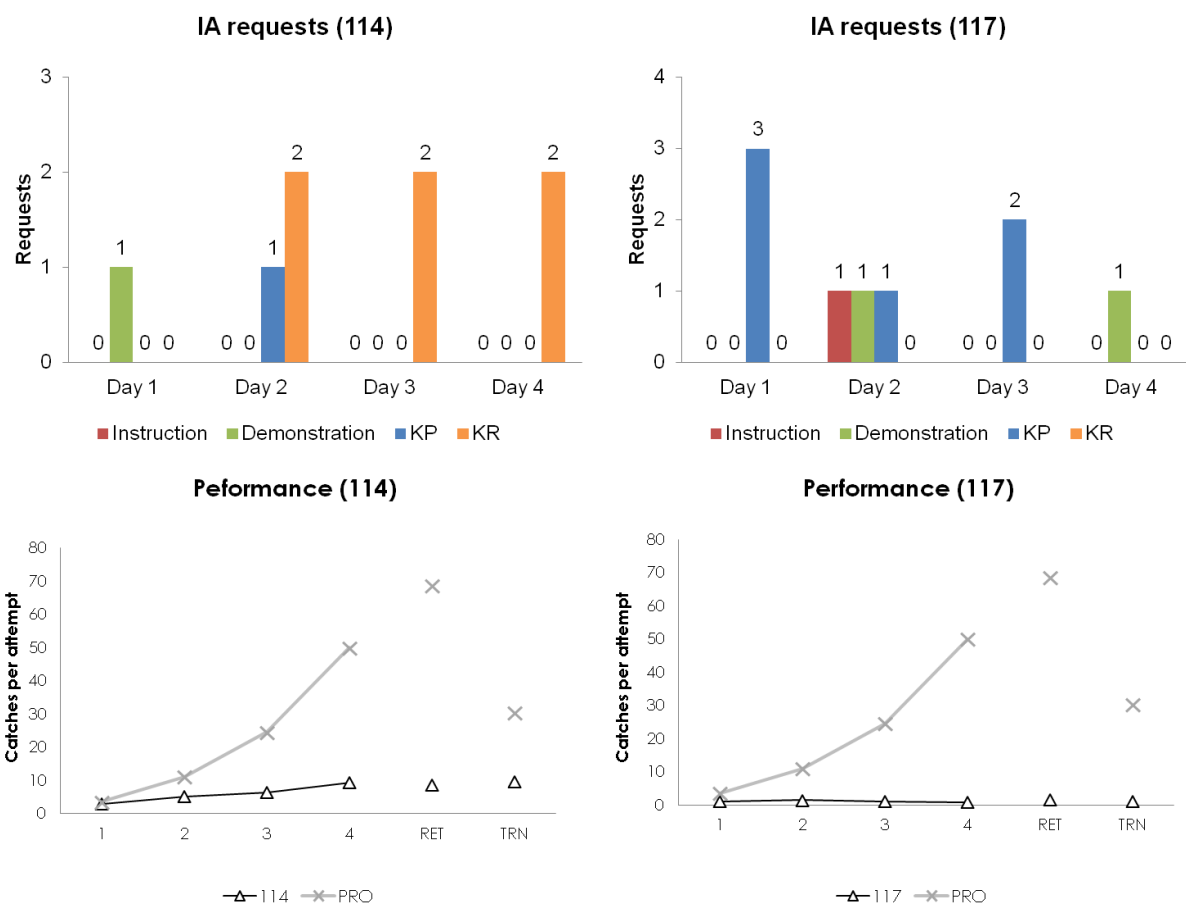 IA requests (114)
3
2
1
0
Requests
0 1 0 0
0 0 1 2
0 0 0 2
0 0 0 2
Day 1 Day 2 Day 3 Day 4
Instruction Demonstration KP KR
IA requests (117)
4
3
2
1
0
Requests
0 0 3 0
1 1 1 0
0 0 2 0
0 1 0 0
Day 1 Day 2 Day 3 Day 4
Instruction Demonstration KP KR
Peformance (114)
80
70
60
50
40
30
20
10
0
Catches per attempt
1 2 3 4 RET TRN
114 PRO
Performance (117)
80
70
60
50
40
30
20
10
0
Catches per attempt
1 2 3 4 RET TRN
117 PRO